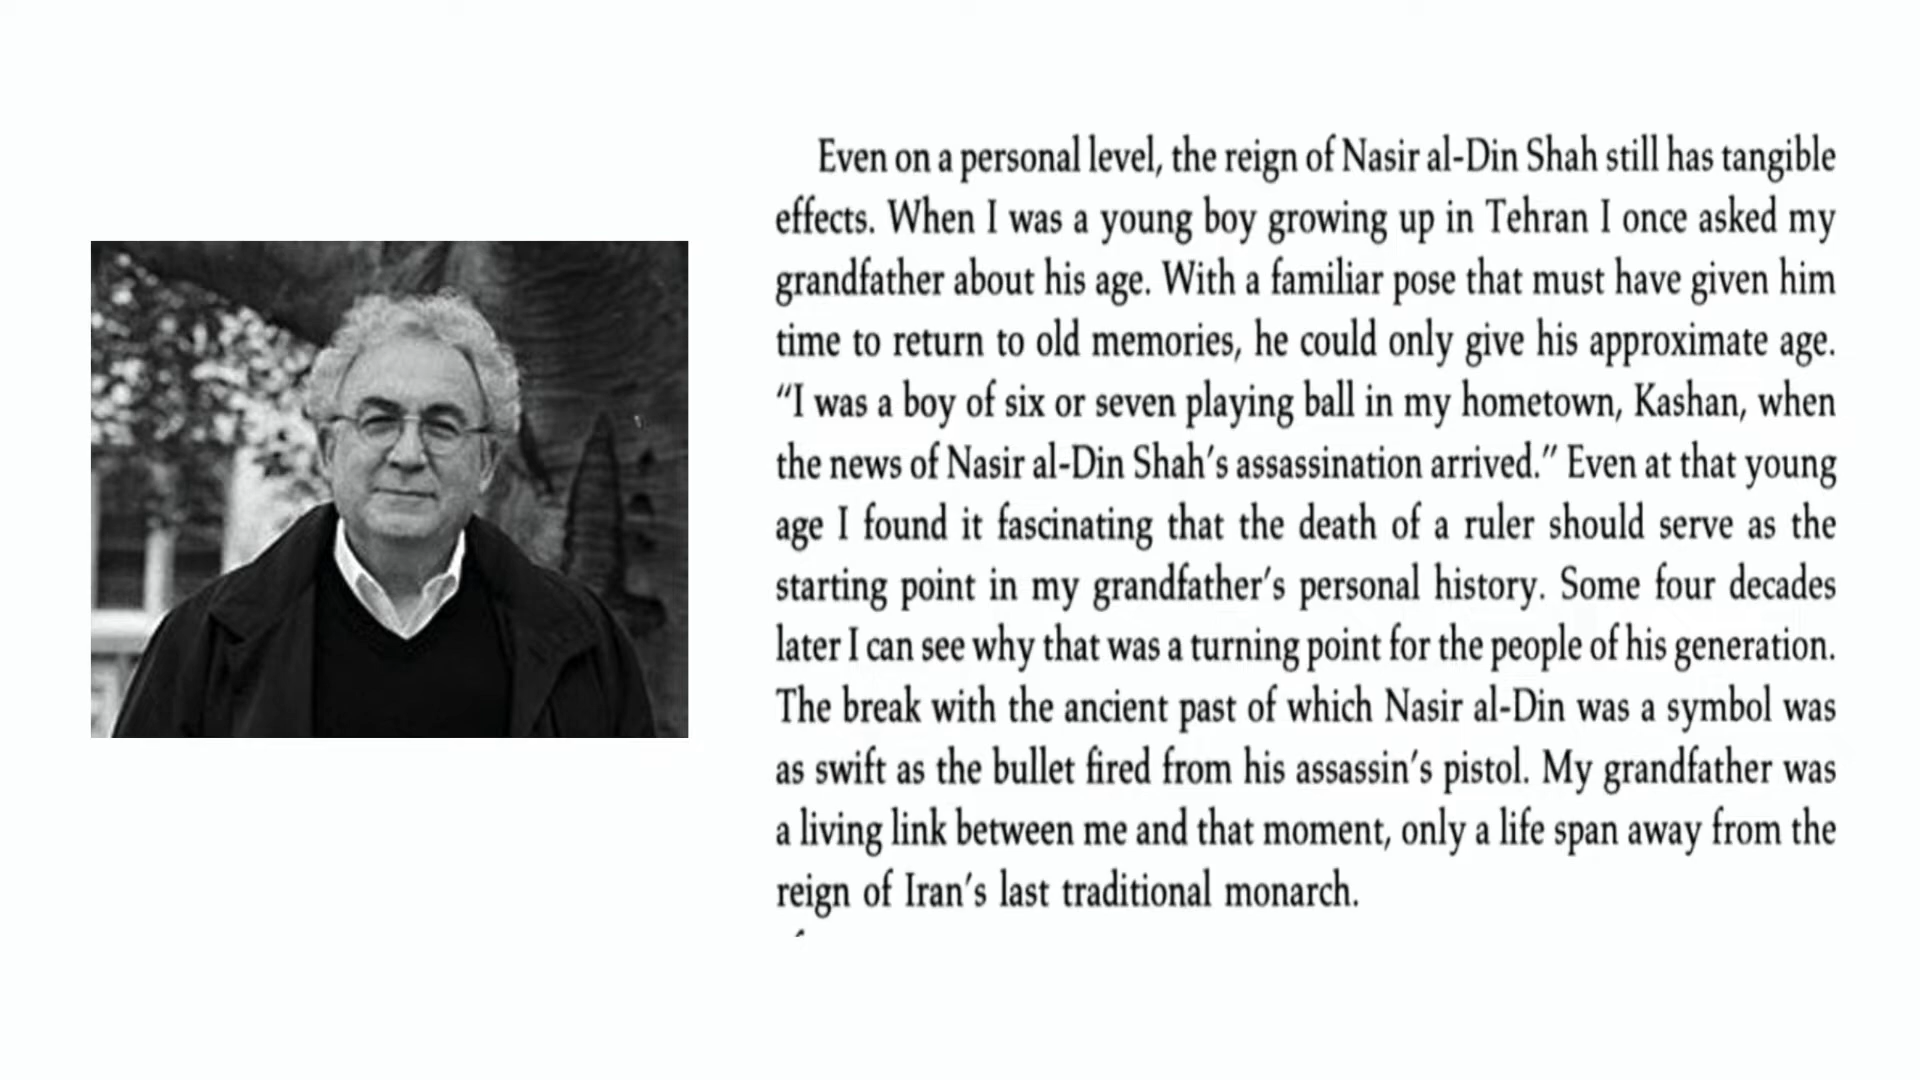 Even on a personal level, the reign of Nasir al-Din Shah still has tangible
effects. When I was a young boy growing up in Tehran I once asked my
grandfather about his age. With a familiar pose that must have given him
time to return to old memories, he could only give his approximate age.
“I was a boy of six or seven playing ball in my hometown, Kashan, when
the news of Nasir al-Din Shah’s assassination arrived.” Even at that young
age I found it fascinating that the death of a ruler should serve as the
starting point in my grandfather’s personal history. Some four decades
later I can see why that was a turning point for the people of his generation.
The break with the ancient past of which Nasir al-Din was a symbol was
as swift as the bullet fired from his assassin’s pistol. My grandfather was
a living link between me and that moment, only a life span away from the
reign of Iran’s last traditional monarch.